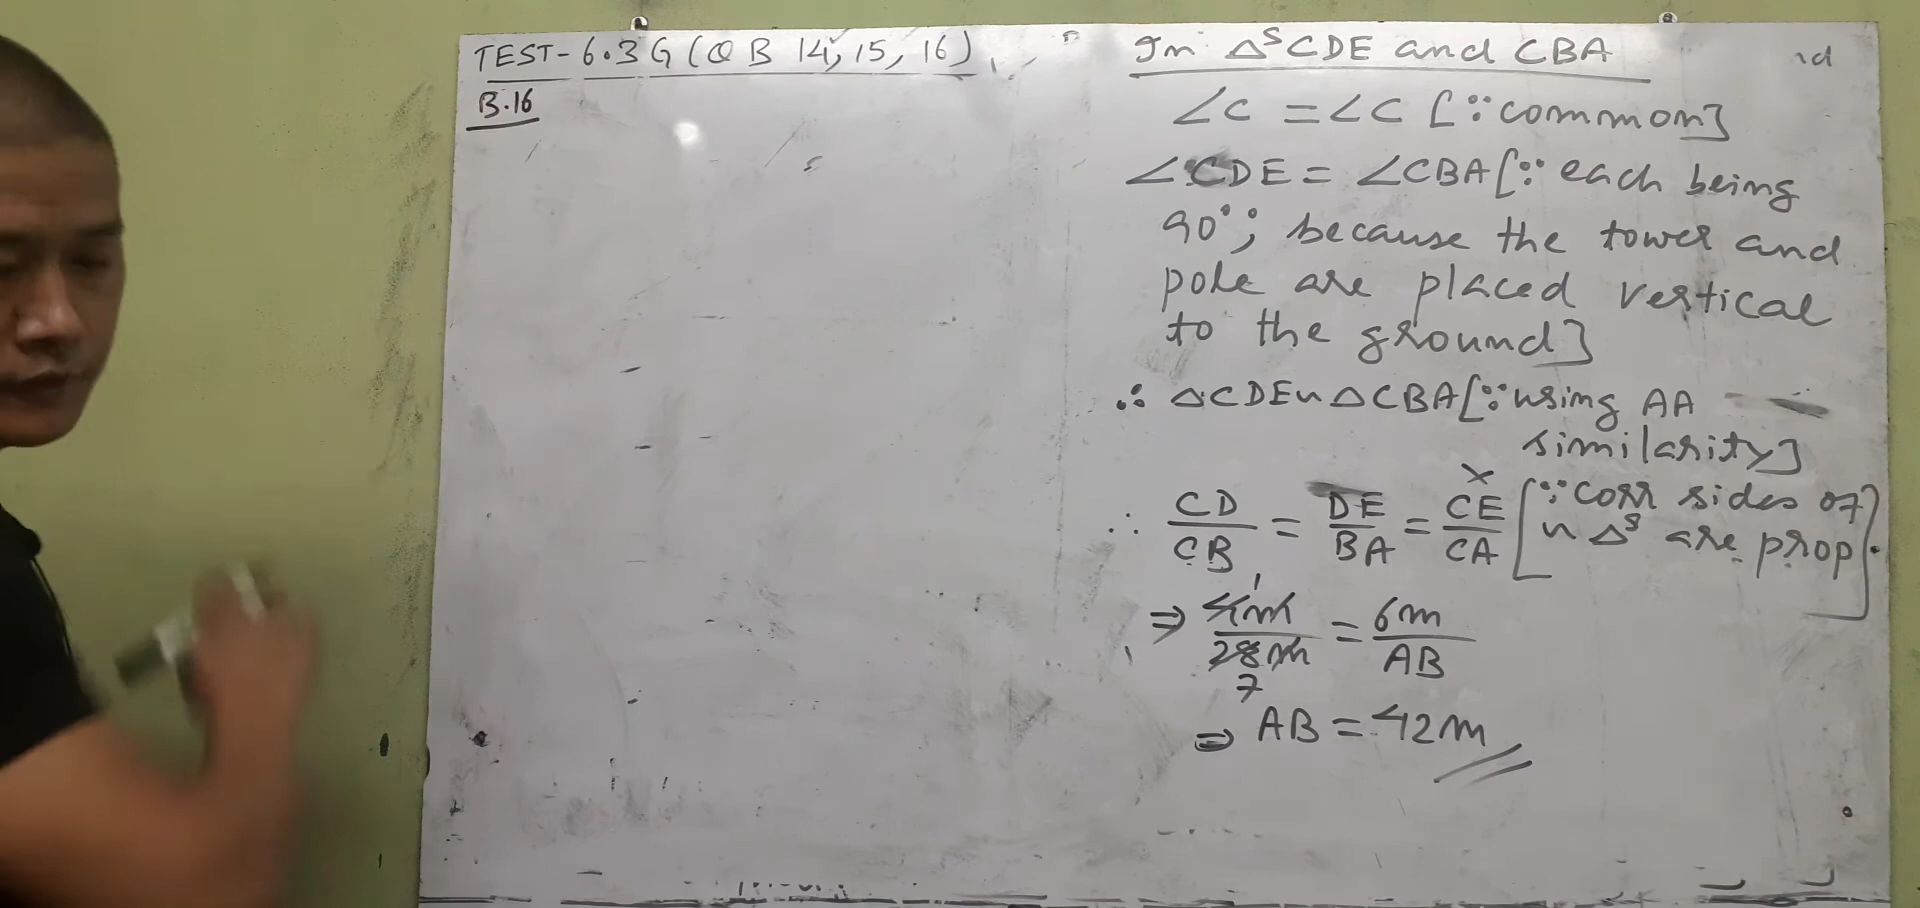 TEST-6.3G (Q B 14, 15, 16)
B.16
In Δˢ CDE and CBA
∠C = ∠C [∵ common]
∠CDE = ∠CBA [∵ each being
90°; because the tower and
pole are placed vertical
to the ground]
∴ ΔCDE ~ ΔCBA [∵ using AA
similarity]
∴ CD/CB = DE/BA = CE/CA [∵ corr sides of
~ Δˢ are prop.]
⇒ 4m/28m = 6m/AB
1
7
⇒ AB = 42m